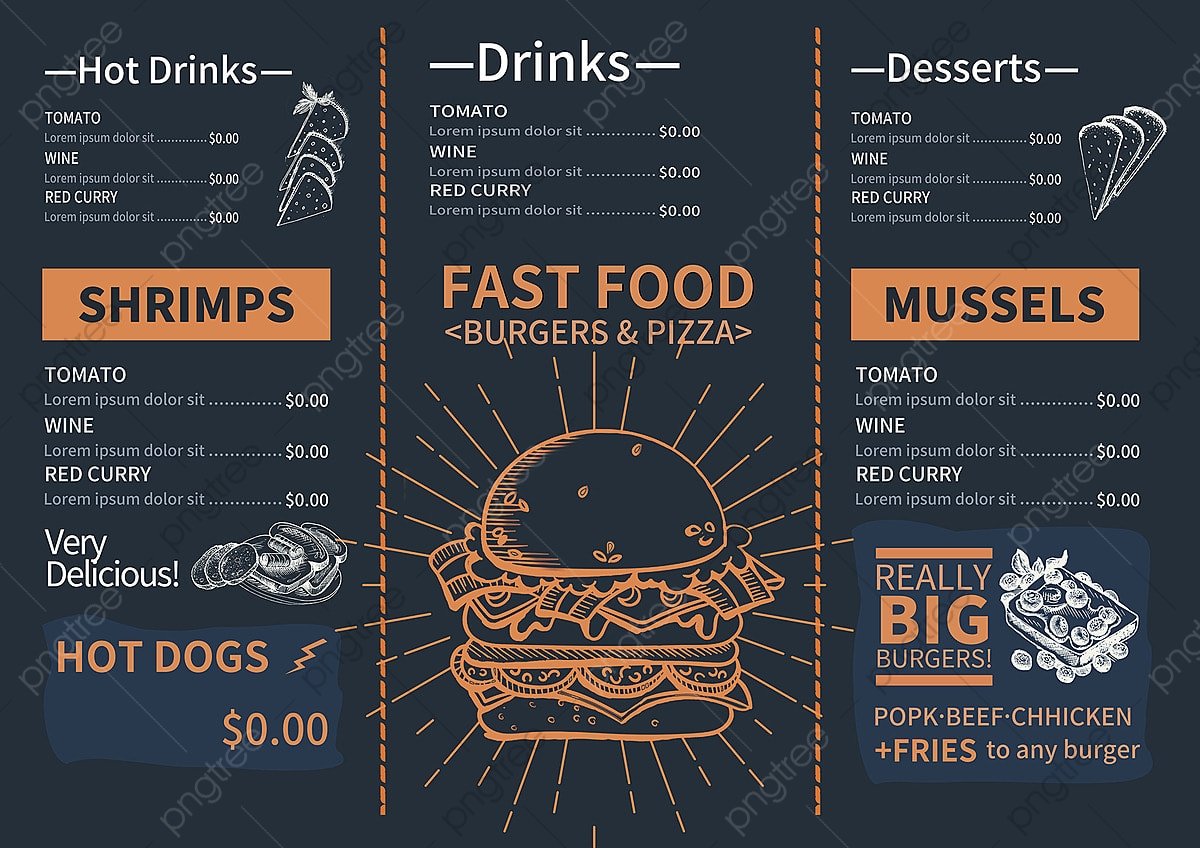 —Hot Drinks—
TOMATO
Lorem ipsum dolor sit ............. $0.00
WINE
Lorem ipsum dolor sit ............. $0.00
RED CURRY
Lorem ipsum dolor sit ............. $0.00
SHRIMPS
TOMATO
Lorem ipsum dolor sit ............. $0.00
WINE
Lorem ipsum dolor sit ............. $0.00
RED CURRY
Lorem ipsum dolor sit ............. $0.00
Very
Delicious!
HOT DOGS
$0.00
—Drinks—
TOMATO
Lorem ipsum dolor sit ............. $0.00
WINE
Lorem ipsum dolor sit ............. $0.00
RED CURRY
Lorem ipsum dolor sit ............. $0.00
FAST FOOD
<BURGERS & PIZZA>
—Desserts—
TOMATO
Lorem ipsum dolor sit ............. $0.00
WINE
Lorem ipsum dolor sit ............. $0.00
RED CURRY
Lorem ipsum dolor sit ............. $0.00
MUSSELS
TOMATO
Lorem ipsum dolor sit ............. $0.00
WINE
Lorem ipsum dolor sit ............. $0.00
RED CURRY
Lorem ipsum dolor sit ............. $0.00
REALLY
BIG
BURGERS!
POPK·BEEF·CHHICKEN
+FRIES to any burger
pngtree